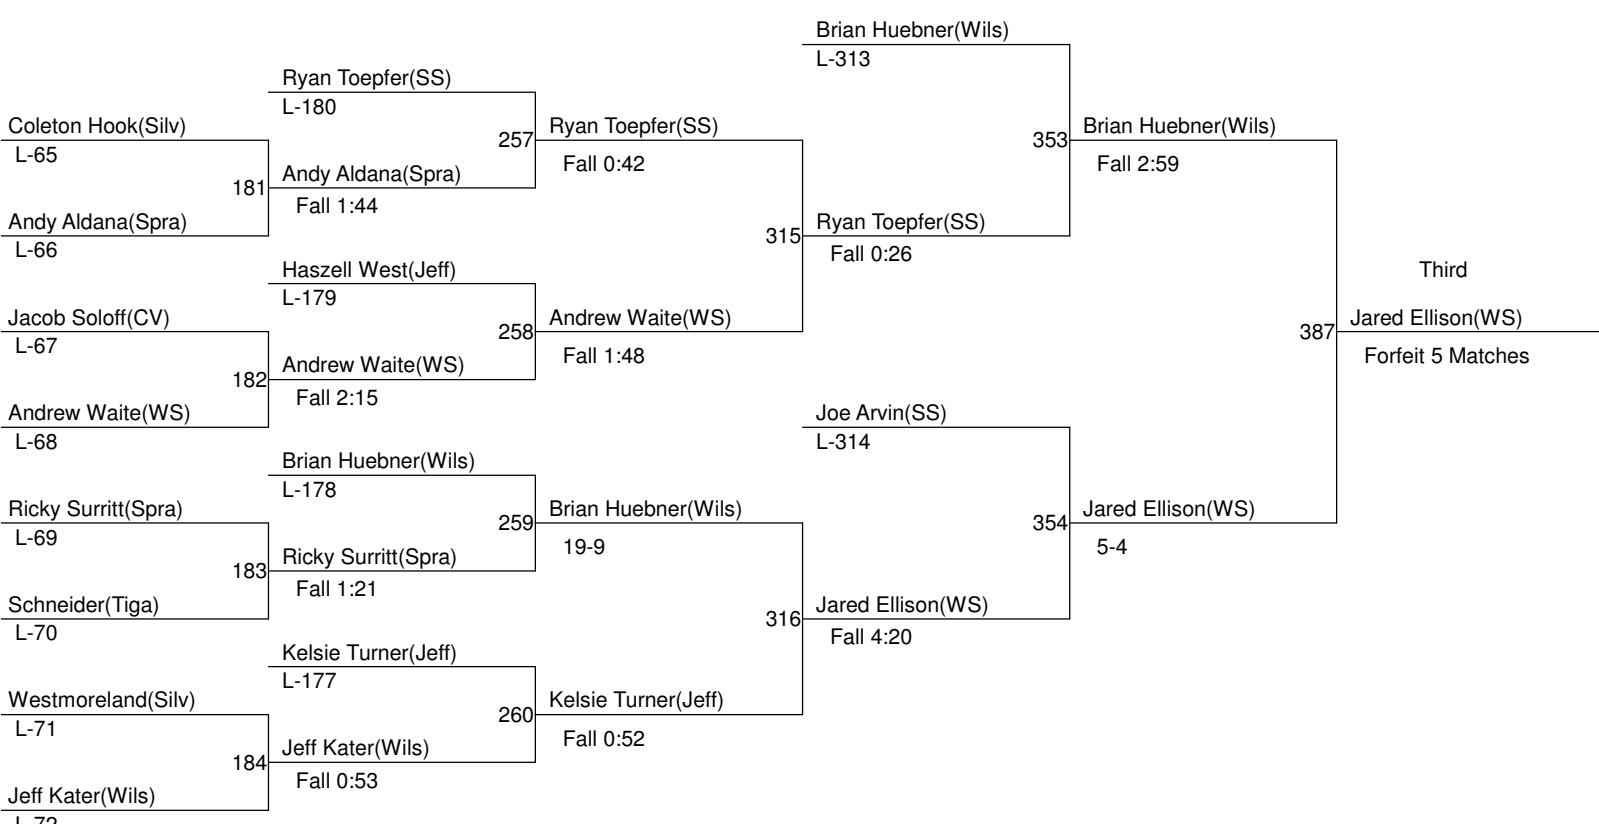 Brian Huebner(Wils)
L-313
Ryan Toepfer(SS)
L-180
Coleton Hook(Silv)
L-65
257
Ryan Toepfer(SS)
Fall 0:42
353
Brian Huebner(Wils)
Fall 2:59
181
Andy Aldana(Spra)
Fall 1:44
Andy Aldana(Spra)
L-66
315
Ryan Toepfer(SS)
Fall 0:26
Haszell West(Jeff)
L-179
Third
Jacob Soloff(CV)
L-67
258
Andrew Waite(WS)
Fall 1:48
387
Jared Ellison(WS)
Forfeit 5 Matches
182
Andrew Waite(WS)
Fall 2:15
Andrew Waite(WS)
L-68
Joe Arvin(SS)
L-314
Brian Huebner(Wils)
L-178
Ricky Surritt(Spra)
L-69
259
Brian Huebner(Wils)
19-9
354
Jared Ellison(WS)
5-4
183
Ricky Surritt(Spra)
Fall 1:21
Schneider(Tiga)
L-70
316
Jared Ellison(WS)
Fall 4:20
Kelsie Turner(Jeff)
L-177
Westmoreland(Silv)
L-71
260
Kelsie Turner(Jeff)
Fall 0:52
184
Jeff Kater(Wils)
Fall 0:53
Jeff Kater(Wils)
L-72